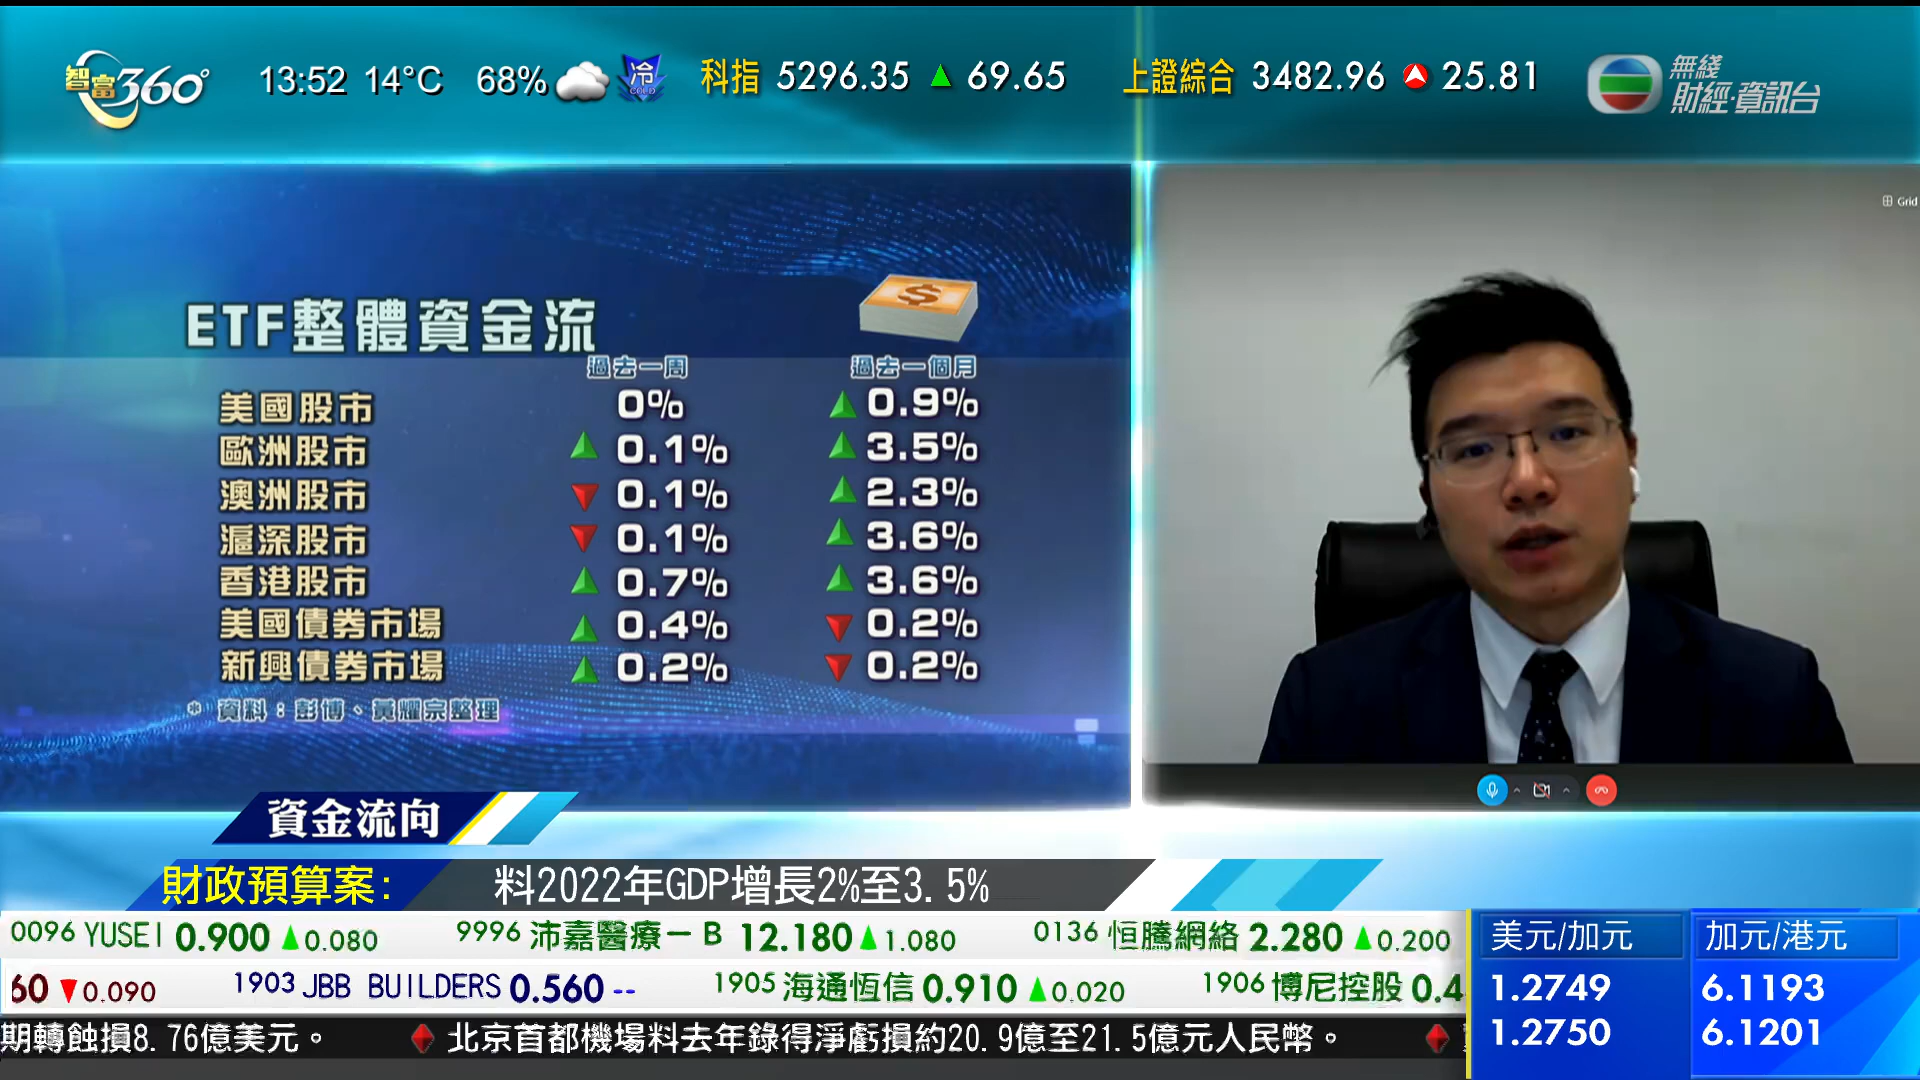 智富360°
13:52 14°C 68% 冷 COLD 科指 5296.35 ▲ 69.65 上證綜合 3482.96 25.81
無綫
財經·資訊台
Grid
ETF整體資金流
過去一周 過去一個月
美國股市 0% ▲ 0.9%
歐洲股市 ▲ 0.1% ▲ 3.5%
澳洲股市 ▼ 0.1% ▲ 2.3%
滬深股市 ▼ 0.1% ▲ 3.6%
香港股市 ▲ 0.7% ▲ 3.6%
美國債券市場 ▲ 0.4% ▼ 0.2%
新興債券市場 ▲ 0.2% ▼ 0.2%
* 資料：彭博、黃耀宗整理
資金流向
財政預算案: 料2022年GDP增長2%至3.5%
0096 YUSEI 0.900 ▲0.080 9996 沛嘉醫療－B 12.180 ▲1.080 0136 恒騰網絡 2.280 ▲0.200
60 ▼0.090 1903 JBB BUILDERS 0.560 -- 1905 海通恆信 0.910 ▲0.020 1906 博尼控股 0.4
期轉蝕損8.76億美元。 ♦ 北京首都機場料去年錄得淨虧損約20.9億至21.5億元人民幣。 ♦
美元/加元 加元/港元
1.2749 6.1193
1.2750 6.1201